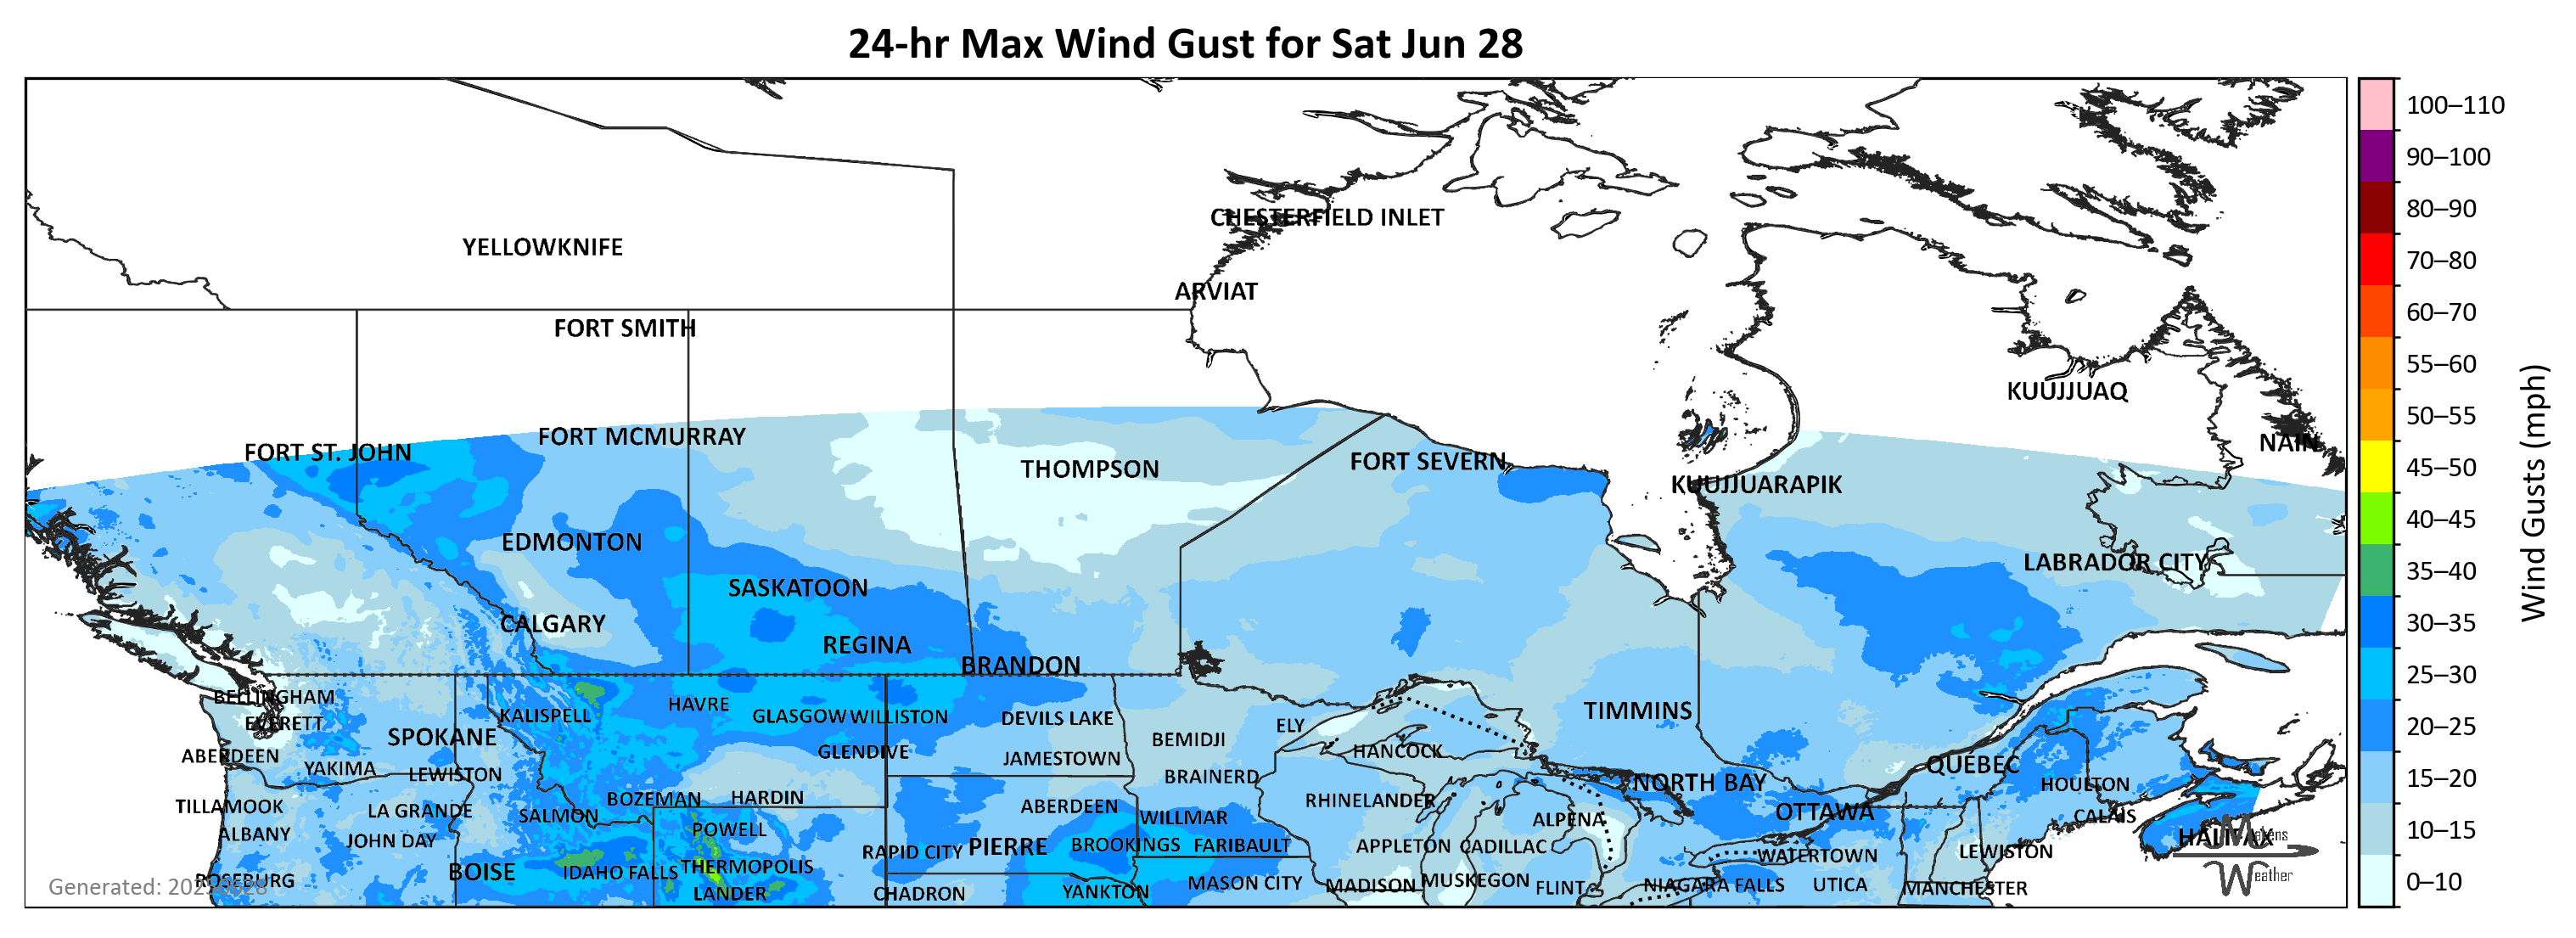 24-hr Max Wind Gust for Sat Jun 28
100–110
90–100
CHESTERFIELD INLET
80–90
YELLOWKNIFE
70–80
ARVIAT
60–70
FORT SMITH
55–60
KUUJJUAQ
50–55
FORT MCMURRAY
NAIN
FORT ST. JOHN
THOMPSON
FORT SEVERN
45–50
KUUJJUARAPIK
40–45
EDMONTON
LABRADOR CITY
35–40
SASKATOON
CALGARY
30–35
REGINA
BRANDON
25–30
Wind Gusts (mph)
BELLINGHAM
HAVRE
EVERETT
KALISPELL
GLASGOW
WILLISTON
DEVILS LAKE
ELY
TIMMINS
20–25
SPOKANE
BEMIDJI
ABERDEEN
GLENDIVE
JAMESTOWN
HANCOCK
YAKIMA
LEWISTON
BRAINERD
QUEBEC
15–20
NORTH BAY
HOULTON
TILLAMOOK
LA GRANDE
BOZEMAN
HARDIN
ABERDEEN
RHINELANDER
SALMON
WILLMAR
ALPENA
OTTAWA
CALAIS
10–15
ALBANY
JOHN DAY
POWELL
HALIFAX
Makens
Weather
RAPID CITY
PIERRE
BROOKINGS
FARIBAULT
APPLETON
CADILLAC
WATERTOWN
LEWISTON
BOISE
IDAHO FALLS
THERMOPOLIS
0–10
ROSEBURG
Generated:
LANDER
CHADRON
YANKTON
MASON CITY
MADISON
MUSKEGON
FLINT
NIAGARA FALLS
UTICA
MANCHESTER